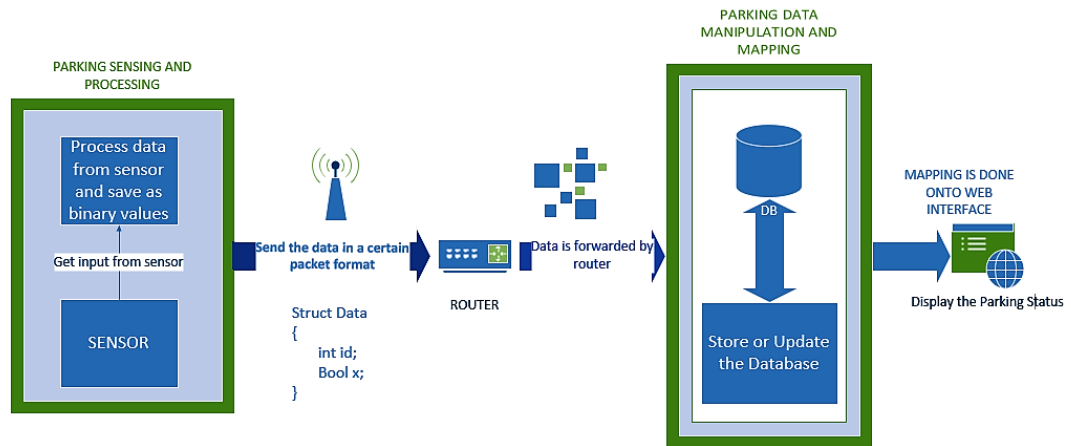 PARKING SENSING AND
PROCESSING
Process data
from sensor
and save as
binary values
Get input from sensor
SENSOR
Send the data in a certain
packet format
Struct Data
{
int id;
Bool x;
}
ROUTER
Data is forwarded by
router
PARKING DATA
MANIPULATION AND
MAPPING
DB
Store or Update
the Database
MAPPING IS DONE
ONTO WEB
INTERFACE
Display the Parking Status